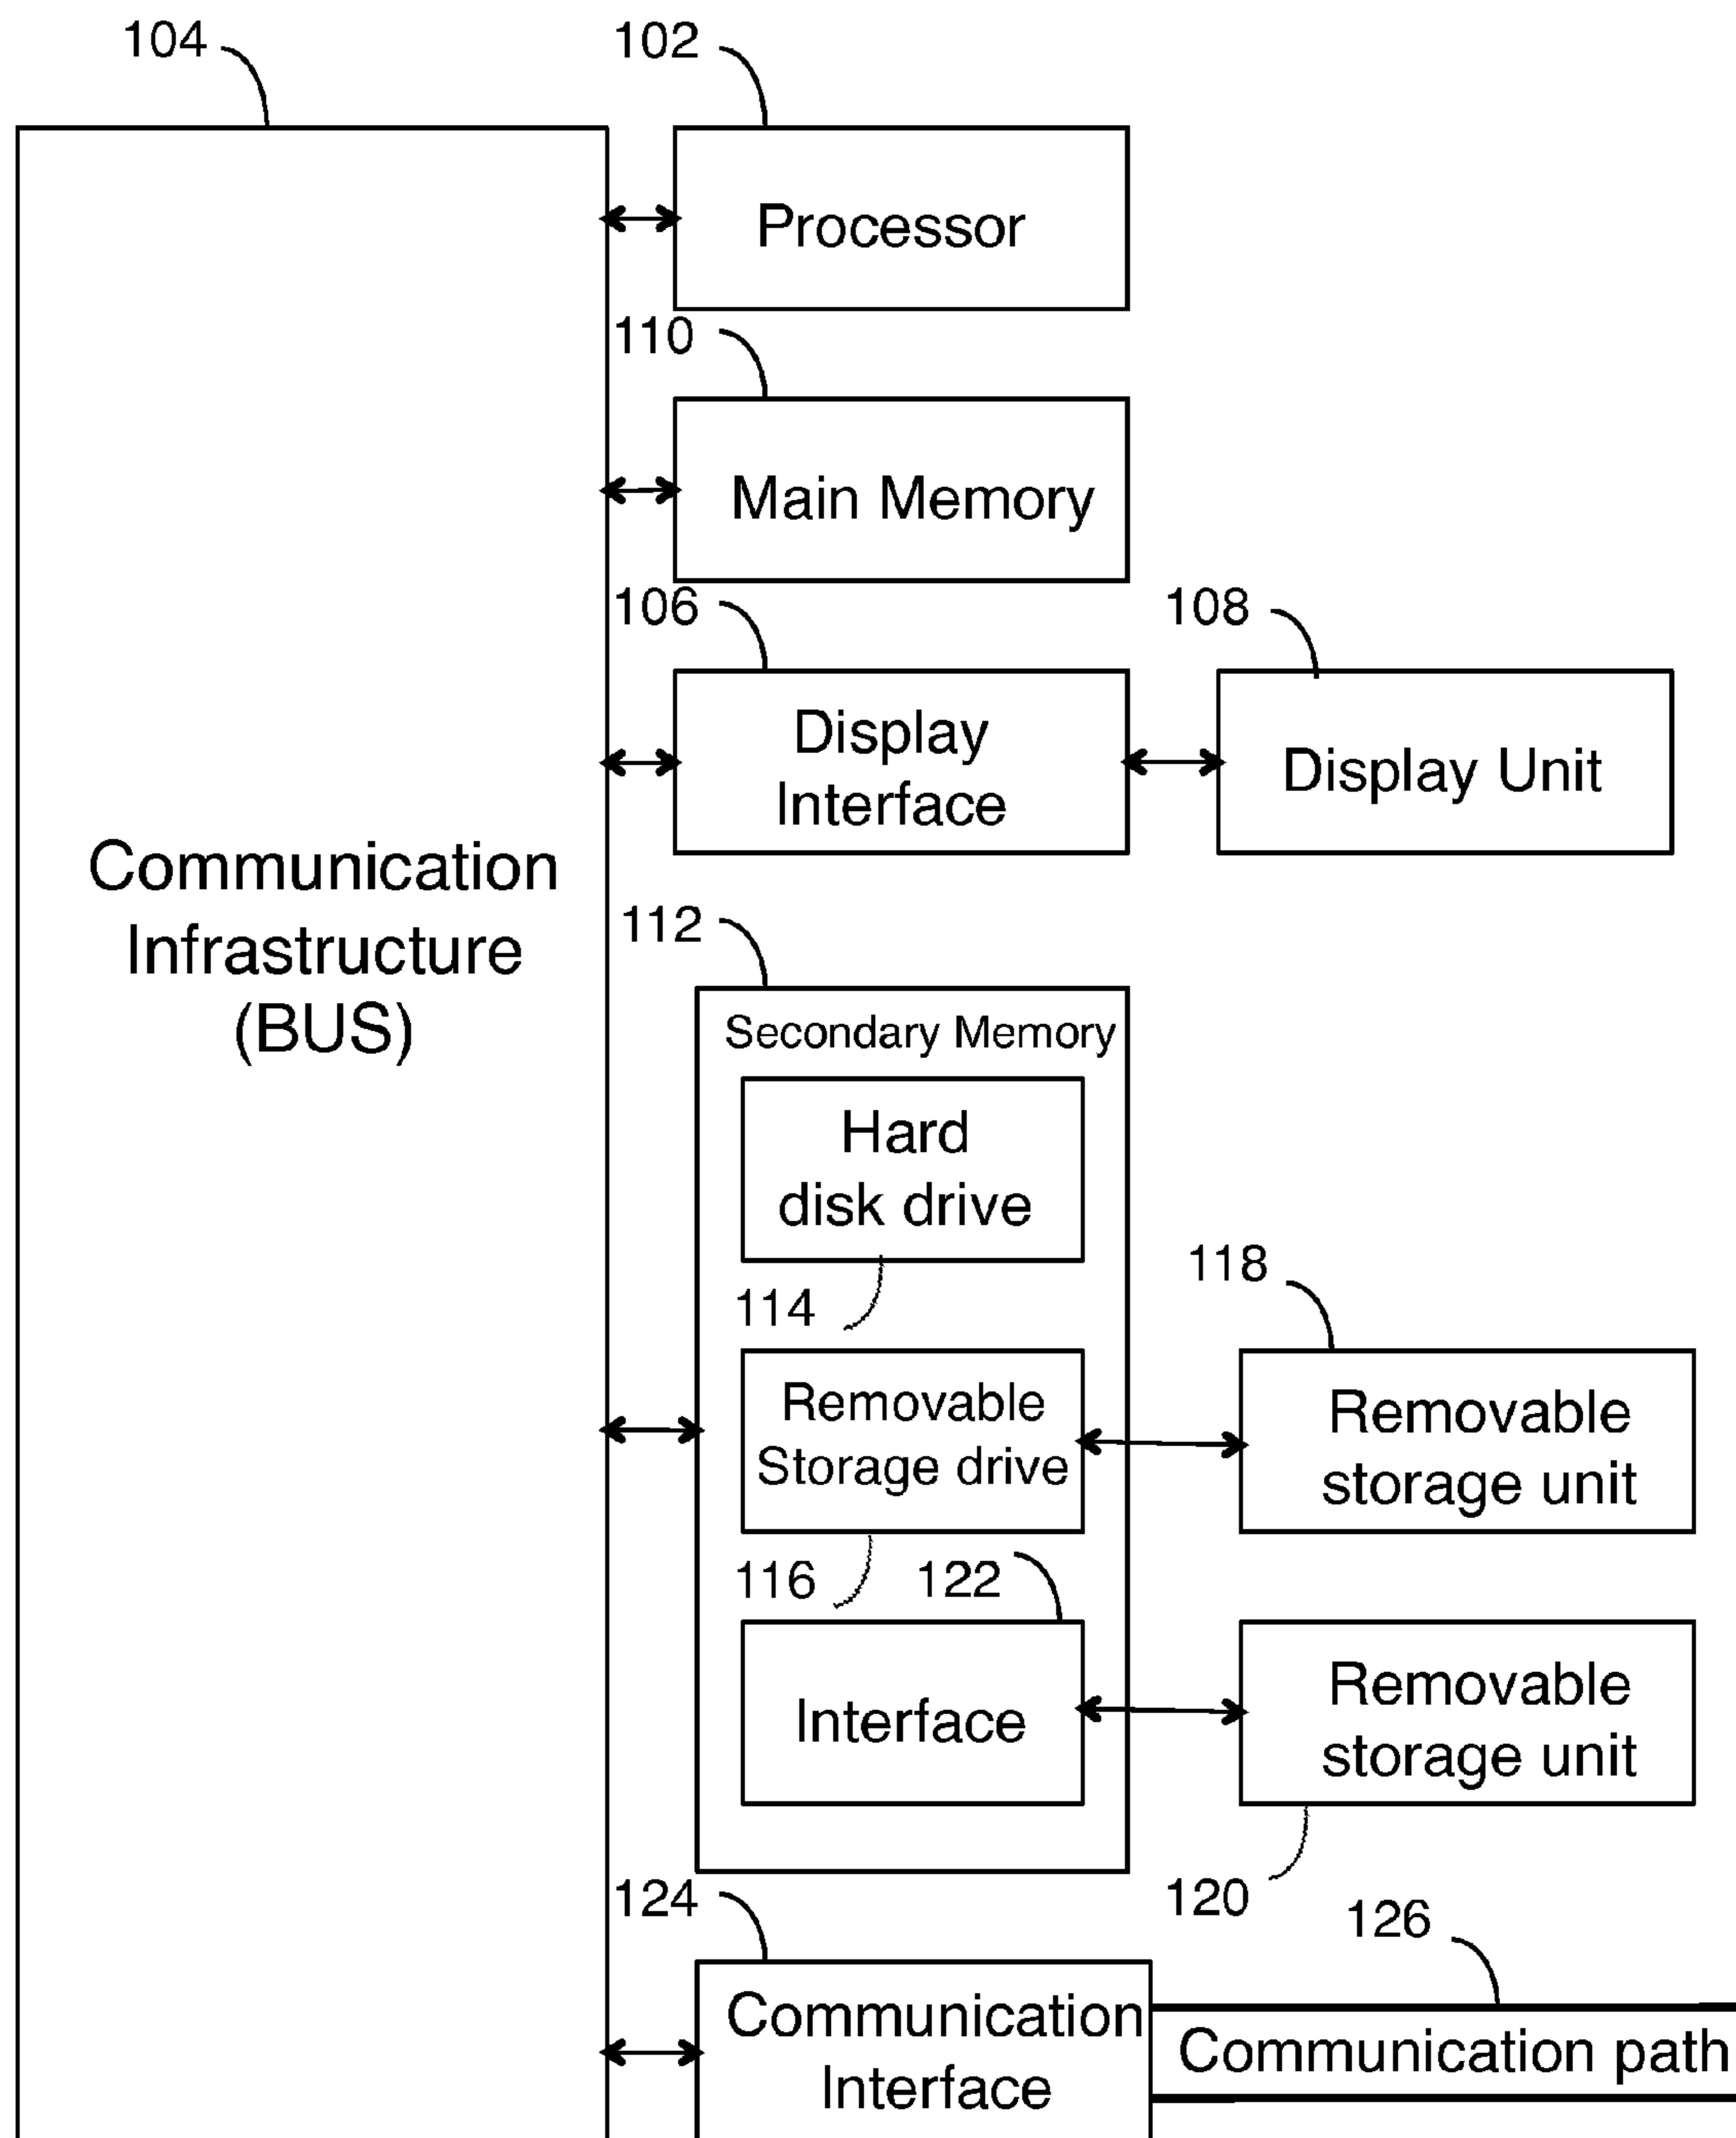 104
102
Processor
110
Main Memory
106
108
Display
Interface
Display Unit
Communication
Infrastructure
(BUS)
112
Secondary Memory
Hard
disk drive
114
118
Removable
Storage drive
Removable
storage unit
116
122
Interface
Removable
storage unit
120
124
126
Communication
Interface
Communication path